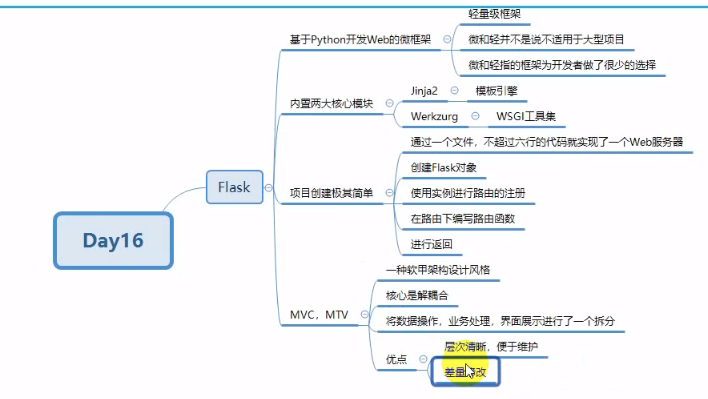 Day16
Flask
基于Python开发Web的微框架
轻量级框架
微和轻并不是说不适用于大型项目
微和轻指的框架为开发者做了很少的选择
内置两大核心模块
Jinja2
模板引擎
Werkzurg
WSGI工具集
项目创建极其简单
通过一个文件，不超过六行的代码就实现了一个Web服务器
创建Flask对象
使用实例进行路由的注册
在路由下编写路由函数
进行返回
MVC，MTV
一种软甲架构设计风格
核心是解耦合
将数据操作，业务处理，界面展示进行了一个拆分
优点
层次清晰，便于维护
差量改